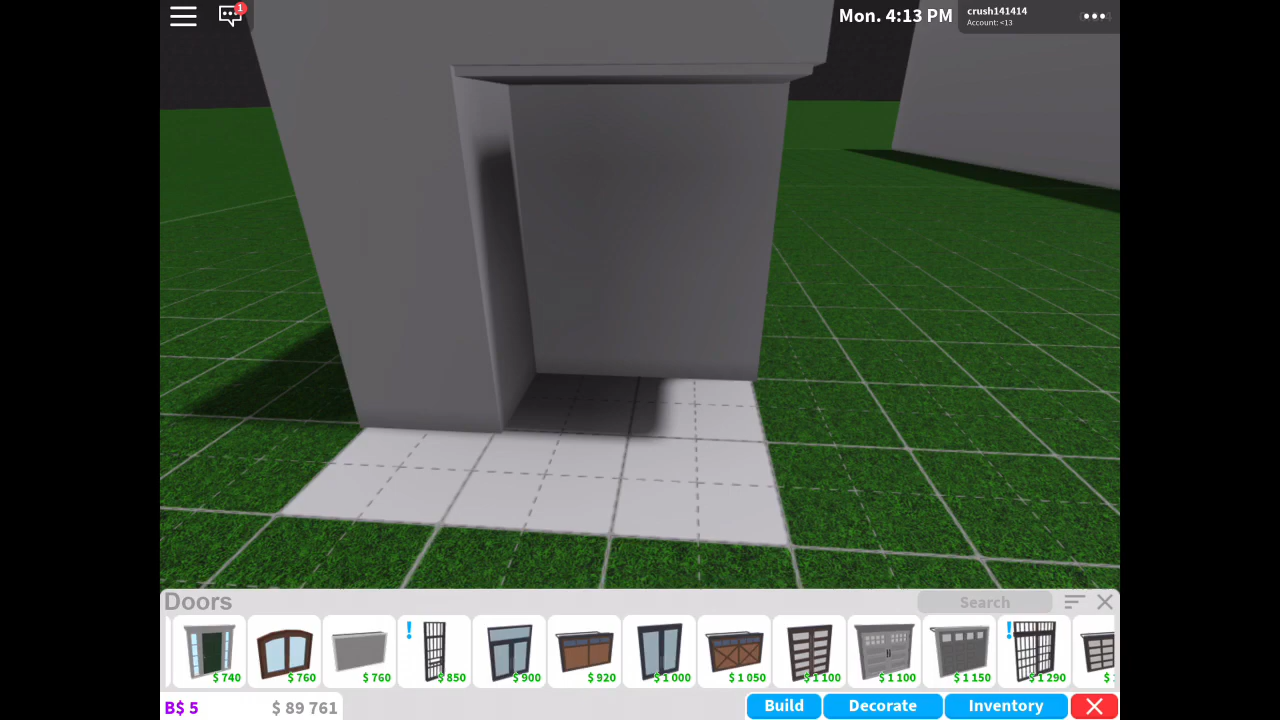 1
Mon. 4:13 PM
crush141414
Account: <13
Doors
Search
$ 740
$ 760
$ 760
! $ 850
$ 900
$ 920
$ 1 000
$ 1 050
$ 1 100
$ 1 100
$ 1 150
! $ 1 290
B$ 5
$ 89 761
Build
Decorate
Inventory